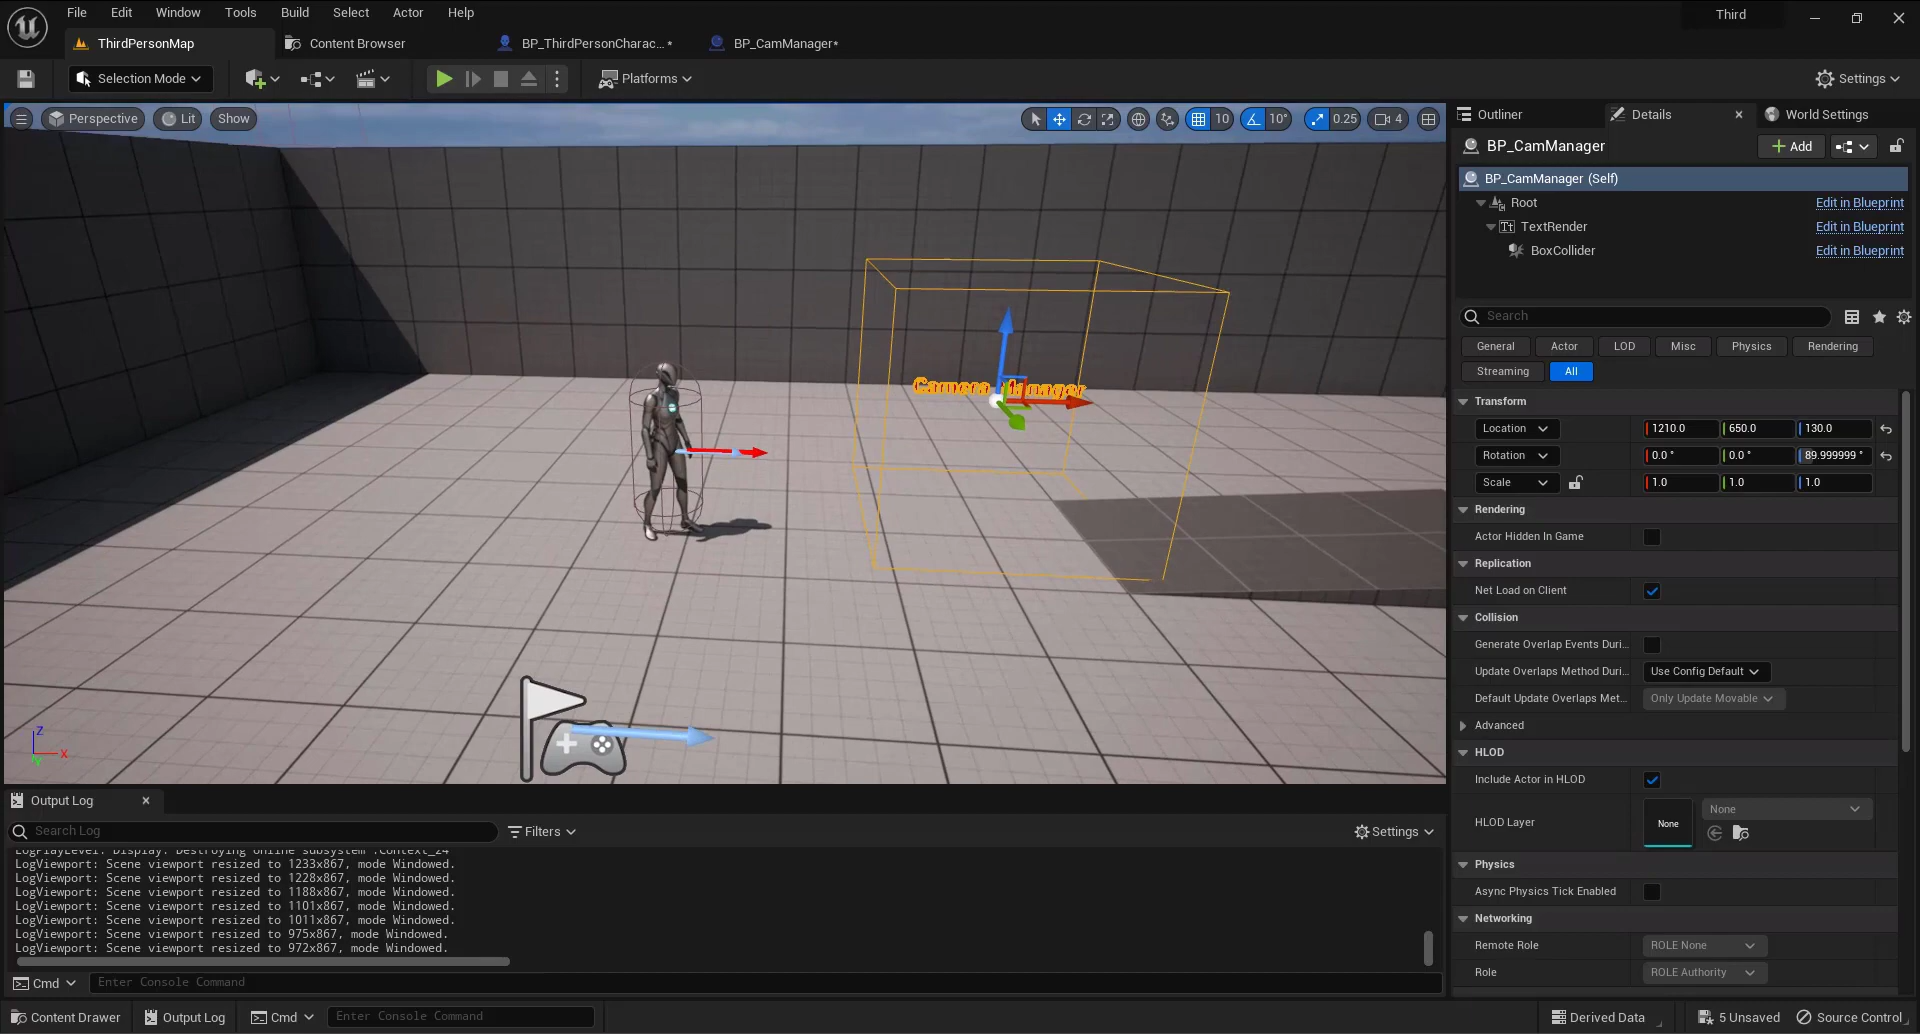 File Edit Window Tools Build Select Actor Help
Third
ThirdPersonMap
Content Browser
BP_ThirdPersonCharac... *
BP_CamManager*
Selection Mode
Platforms
Settings
Perspective
Lit
Show
10
10°
0.25
4
Camera Manager
Z
X
Y
Outliner
Details
World Settings
BP_CamManager
+ Add
BP_CamManager (Self)
Root
Edit in Blueprint
TextRender
Edit in Blueprint
BoxCollider
Edit in Blueprint
Search
General
Actor
LOD
Misc
Physics
Rendering
Streaming
All
Transform
Location
1210.0
650.0
130.0
Rotation
0.0 °
0.0 °
89.999999 °
Scale
1.0
1.0
1.0
Rendering
Actor Hidden In Game
Replication
Net Load on Client
Collision
Generate Overlap Events Duri...
Update Overlaps Method Duri...
Use Config Default
Default Update Overlaps Met...
Only Update Movable
Advanced
HLOD
Include Actor in HLOD
HLOD Layer
None
None
Physics
Async Physics Tick Enabled
Networking
Remote Role
ROLE None
Role
ROLE Authority
Output Log
Search Log
Filters
Settings
LogPlayLevel: Display: Destroying online subsystem :Context_24
LogViewport: Scene viewport resized to 1233x867, mode Windowed.
LogViewport: Scene viewport resized to 1228x867, mode Windowed.
LogViewport: Scene viewport resized to 1188x867, mode Windowed.
LogViewport: Scene viewport resized to 1101x867, mode Windowed.
LogViewport: Scene viewport resized to 1011x867, mode Windowed.
LogViewport: Scene viewport resized to 975x867, mode Windowed.
LogViewport: Scene viewport resized to 972x867, mode Windowed.
Cmd
Enter Console Command
Content Drawer
Output Log
Cmd
Enter Console Command
Derived Data
5 Unsaved
Source Control